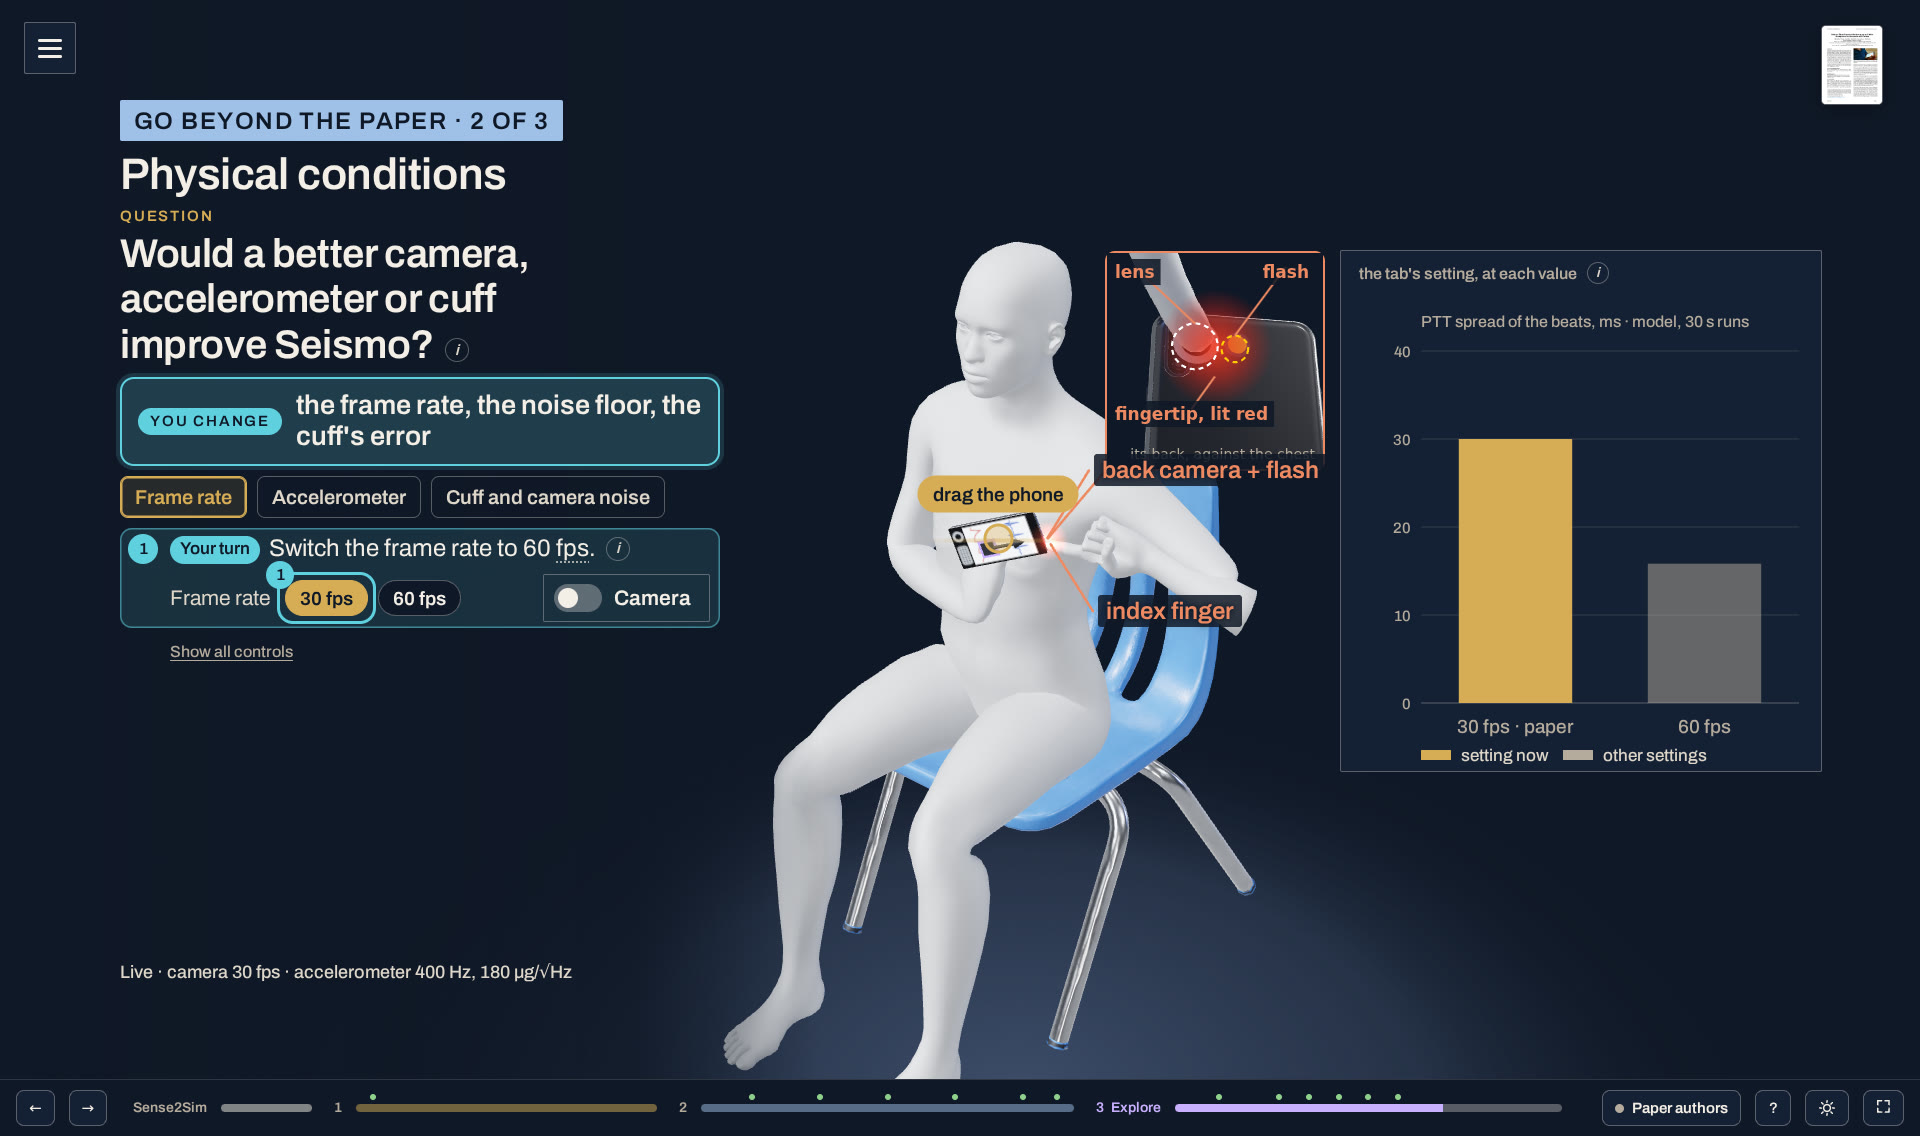 GO BEYOND THE PAPER · 2 OF 3
Physical conditions
QUESTION
Would a better camera,
accelerometer or cuff
improve Seismo? i
YOU CHANGE
the frame rate, the noise floor, the
cuff's error
Frame rate
Accelerometer
Cuff and camera noise
1
Your turn
Switch the frame rate to 60 fps. i
1
Frame rate
30 fps
60 fps
Camera
Show all controls
Live · camera 30 fps · accelerometer 400 Hz, 180 µg/√Hz
lens
flash
fingertip, lit red
its back, against the chest
back camera + flash
drag the phone
index finger
the tab's setting, at each value i
PTT spread of the beats, ms · model, 30 s runs
40
30
20
10
0
30 fps · paper
60 fps
setting now
other settings
←
→
Sense2Sim
1
2
3 Explore
Paper authors
?